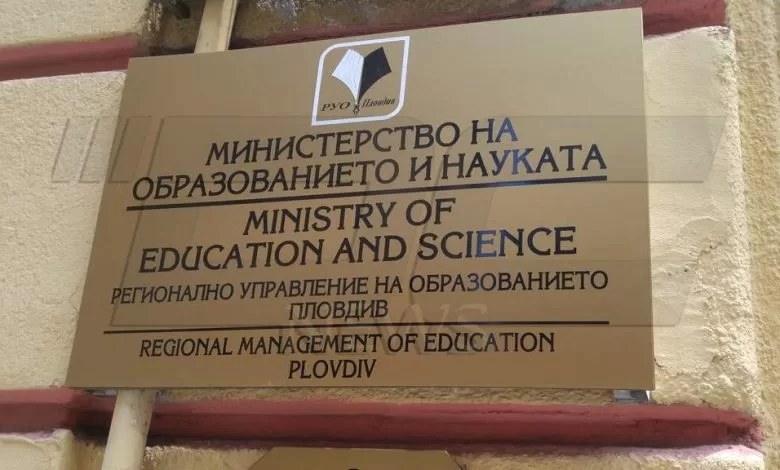 РУО Пловдив
МИНИСТЕРСТВО НА
ОБРАЗОВАНИЕТО И НАУКАТА
MINISTRY OF
EDUCATION AND SCIENCE
РЕГИОНАЛНО УПРАВЛЕНИЕ НА ОБРАЗОВАНИЕТО
ПЛОВДИВ
NEWS
REGIONAL MANAGEMENT OF EDUCATION
PLOVDIV